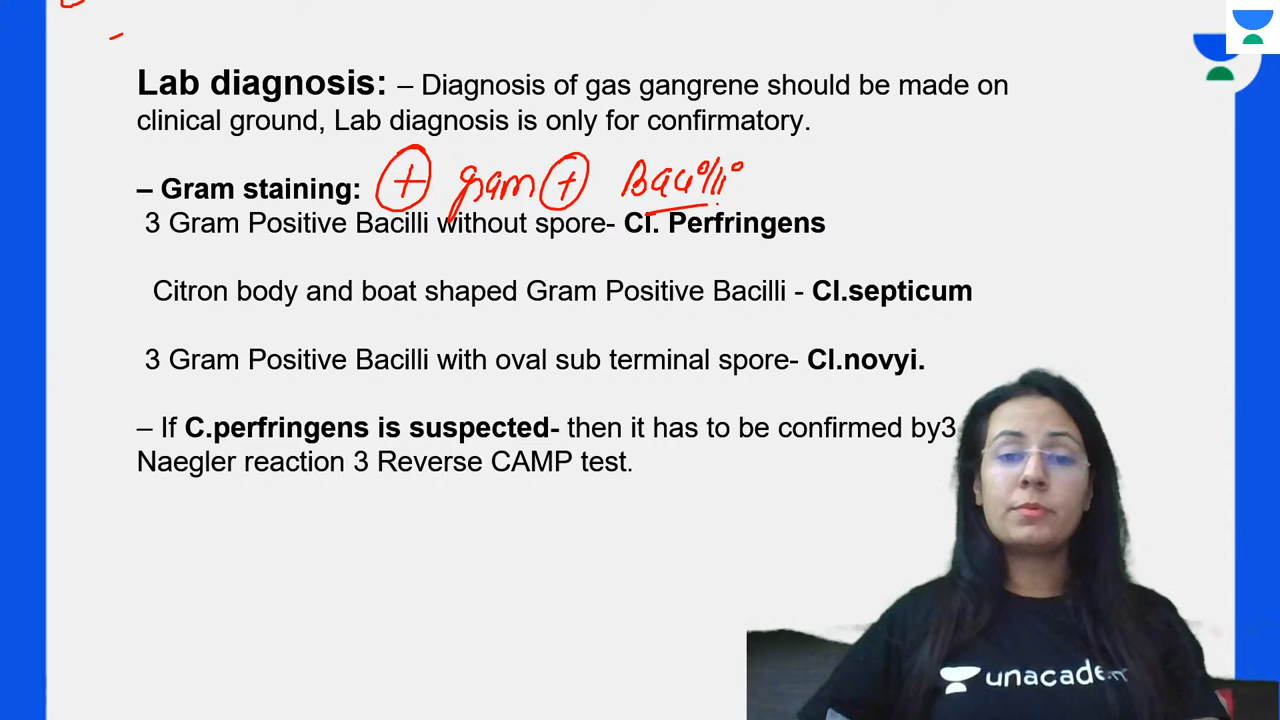 Lab diagnosis: – Diagnosis of gas gangrene should be made on
clinical ground, Lab diagnosis is only for confirmatory.
– Gram staining: + gram + Bacilli
3 Gram Positive Bacilli without spore- Cl. Perfringens
Citron body and boat shaped Gram Positive Bacilli - Cl.septicum
3 Gram Positive Bacilli with oval sub terminal spore- Cl.novyi.
– If C.perfringens is suspected- then it has to be confirmed by3
Naegler reaction 3 Reverse CAMP test.
unacadem